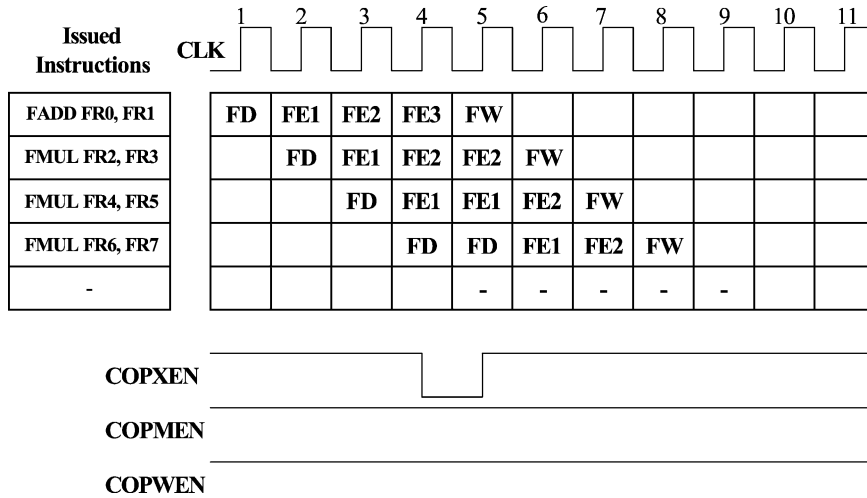 1 2 3 4 5 6 7 8 9 10 11
Issued
Instructions
CLK
FADD FR0, FR1 FD FE1 FE2 FE3 FW
FMUL FR2, FR3 FD FE1 FE2 FE2 FW
FMUL FR4, FR5 FD FE1 FE1 FE2 FW
FMUL FR6, FR7 FD FD FE1 FE2 FW
- - - - - -
COPXEN
COPMEN
COPWEN